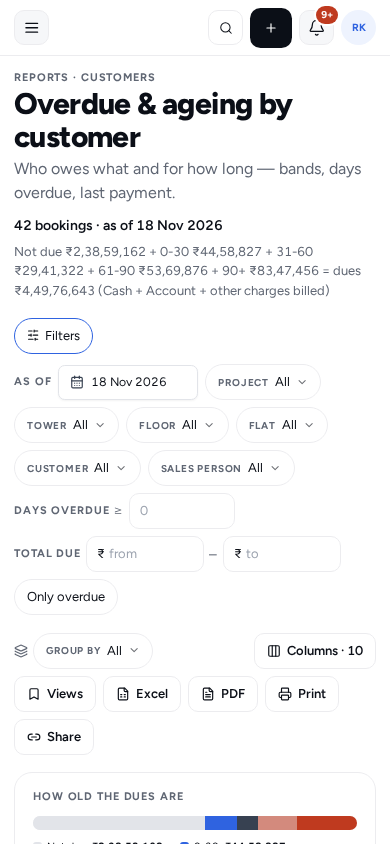 9+
RK
REPORTS · CUSTOMERS
Overdue & ageing by
customer
Who owes what and for how long — bands, days
overdue, last payment.
42 bookings · as of 18 Nov 2026
Not due ₹2,38,59,162 + 0-30 ₹44,58,827 + 31-60
₹29,41,322 + 61-90 ₹53,69,876 + 90+ ₹83,47,456 = dues
₹4,49,76,643 (Cash + Account + other charges billed)
Filters
AS OF 18 Nov 2026 PROJECT All
TOWER All FLOOR All FLAT All
CUSTOMER All SALES PERSON All
DAYS OVERDUE ≥ 0
TOTAL DUE ₹ from – ₹ to
Only overdue
GROUP BY All Columns · 10
Views Excel PDF Print
Share
HOW OLD THE DUES ARE